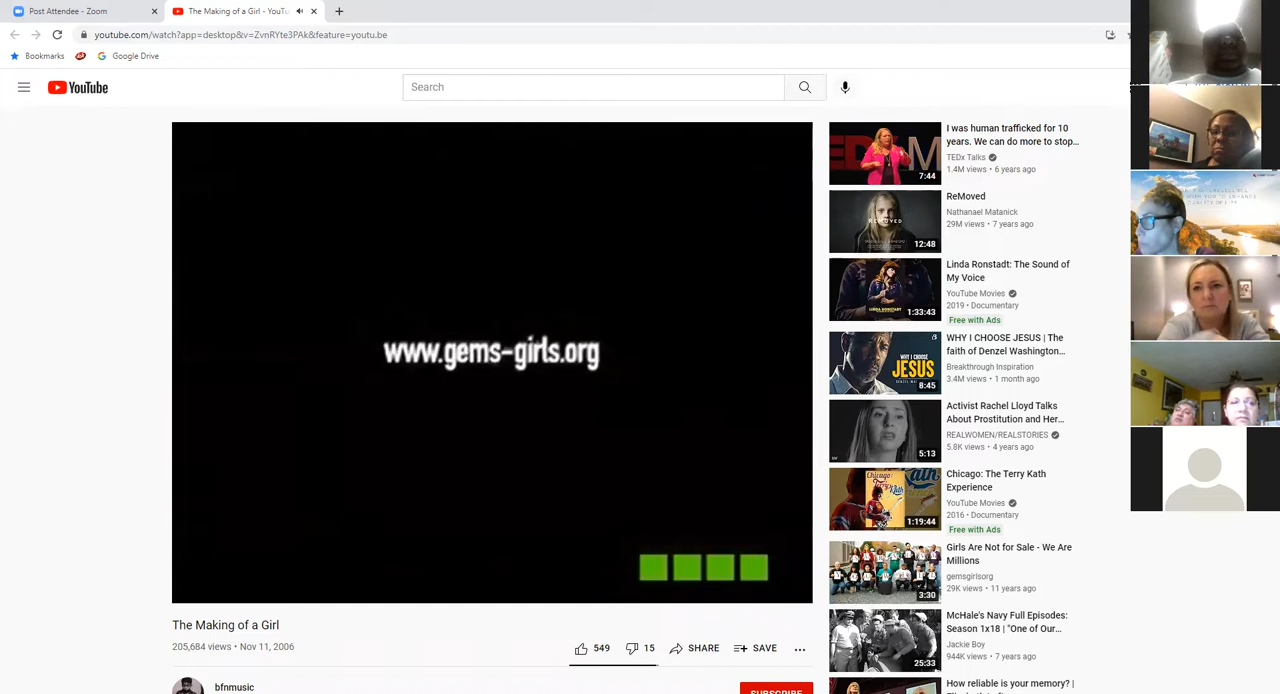 Post Attendee - Zoom
The Making of a Girl - YouTu
youtube.com/watch?app=desktop&v=ZvnRYte3PAk&feature=youtu.be
Bookmarks
Google Drive
YouTube
Search
www.gems-girls.org
The Making of a Girl
205,684 views • Nov 11, 2006
549
15
SHARE
SAVE
bfnmusic
SUBSCRIBE
7:44
I was human trafficked for 10
years. We can do more to stop...
TEDx Talks
1.4M views • 6 years ago
REMOVED
12:48
ReMoved
Nathanael Matanick
29M views • 7 years ago
1:33:43
Linda Ronstadt: The Sound of
My Voice
YouTube Movies
2019 • Documentary
Free with Ads
WHY I CHOOSE
JESUS
8:45
WHY I CHOOSE JESUS | The
faith of Denzel Washington...
Breakthrough Inspiration
3.4M views • 1 month ago
5:13
Activist Rachel Lloyd Talks
About Prostitution and Her...
REALWOMEN/REALSTORIES
5.8K views • 4 years ago
1:19:44
Chicago: The Terry Kath
Experience
YouTube Movies
2016 • Documentary
Free with Ads
3:30
Girls Are Not for Sale - We Are
Millions
gemsgirlsorg
29K views • 11 years ago
25:33
McHale's Navy Full Episodes:
Season 1x18 | "One of Our...
Jackie Boy
944K views • 7 years ago
How reliable is your memory? |